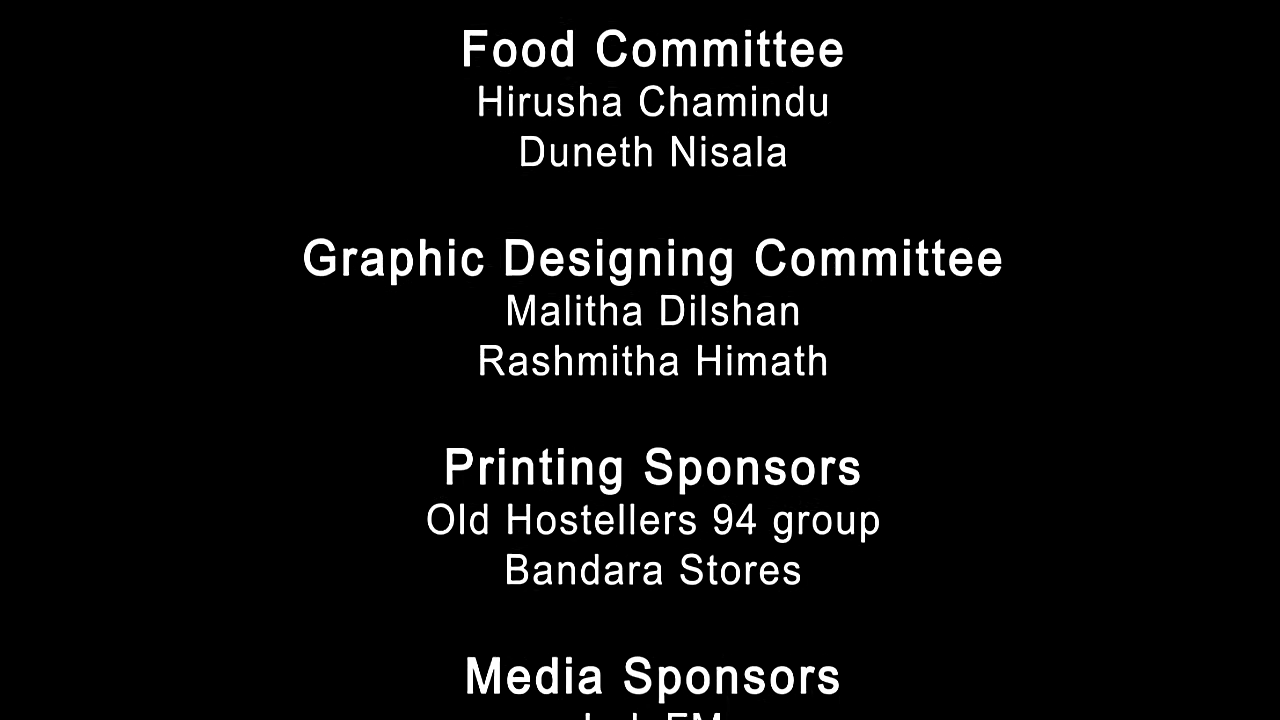 Food Committee
Hirusha Chamindu
Duneth Nisala
Graphic Designing Committee
Malitha Dilshan
Rashmitha Himath
Printing Sponsors
Old Hostellers 94 group
Bandara Stores
Media Sponsors
FM